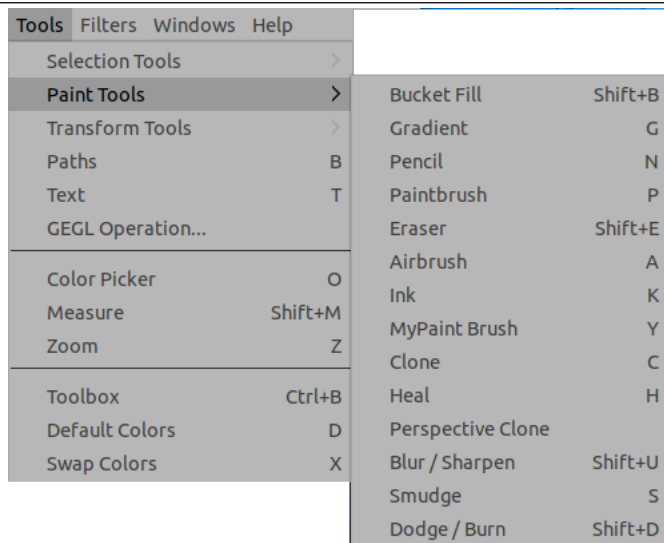 Tools Filters Windows Help
Selection Tools >
Paint Tools >
Transform Tools >
Paths B
Text T
GEGL Operation...
Color Picker O
Measure Shift+M
Zoom Z
Toolbox Ctrl+B
Default Colors D
Swap Colors X
Bucket Fill Shift+B
Gradient G
Pencil N
Paintbrush P
Eraser Shift+E
Airbrush A
Ink K
MyPaint Brush Y
Clone C
Heal H
Perspective Clone
Blur / Sharpen Shift+U
Smudge S
Dodge / Burn Shift+D